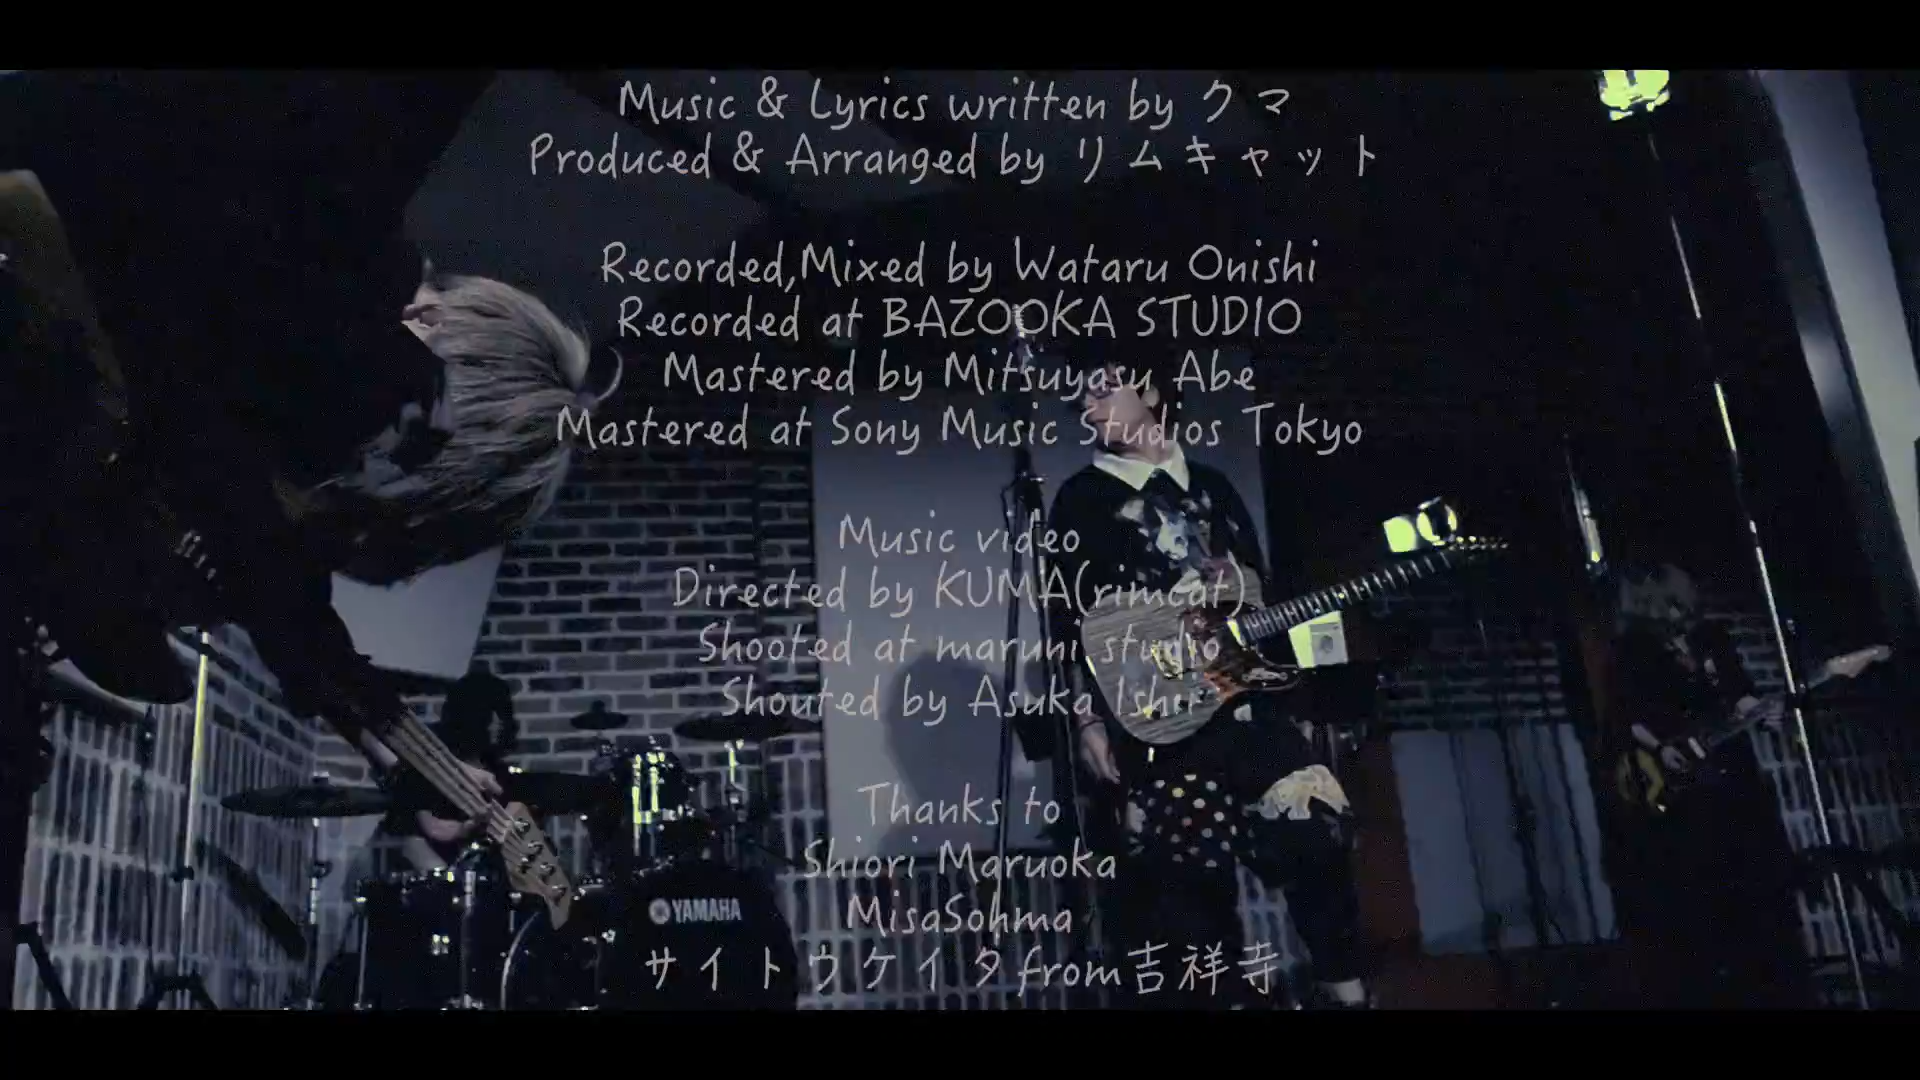 Music & Lyrics written by クマ
Produced & Arranged by リムキャット
Recorded,Mixed by Wataru Onishi
Recorded at BAZOOKA STUDIO
Mastered by Mitsuyasu Abe
Mastered at Sony Music Studios Tokyo
Music video
Directed by KUMA(rimcat)
Shooted at maruni studio
Shouted by Asuka Ishii
Thanks to
Shiori Maruoka
MisaSohma
サイトウケイタfrom吉祥寺
YAMAHA